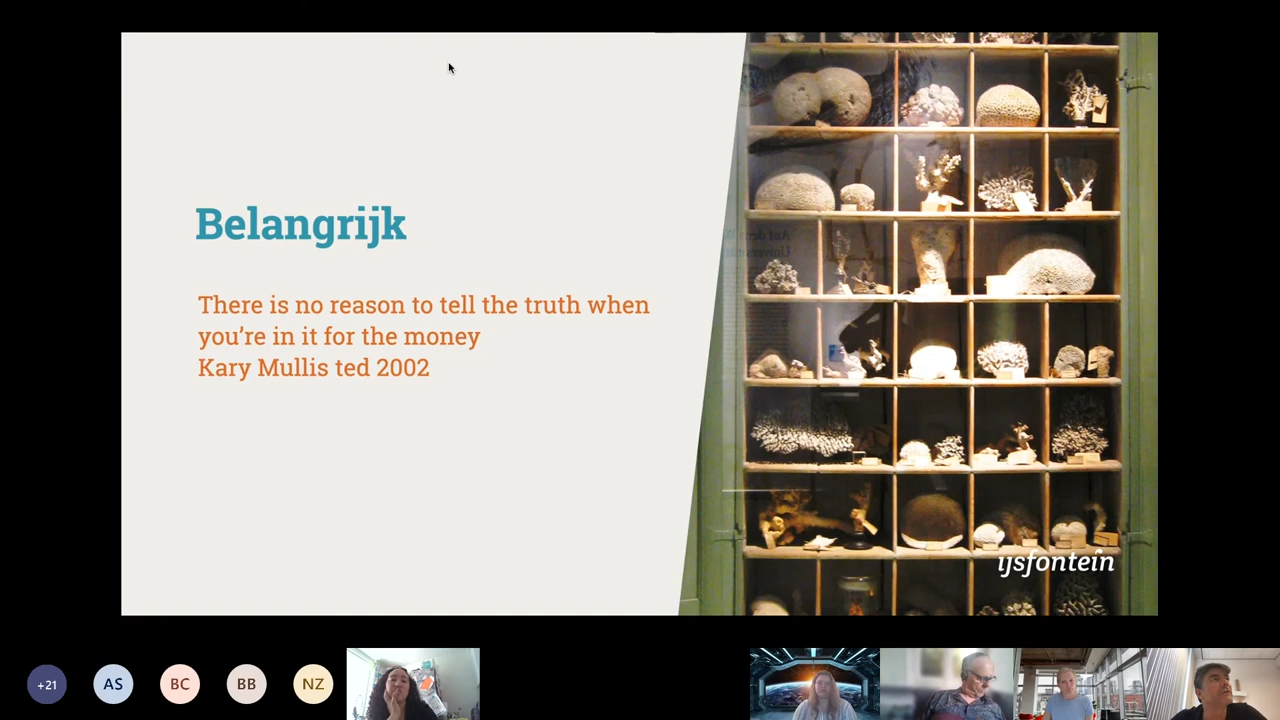 Belangrijk
There is no reason to tell the truth when
you're in it for the money
Kary Mullis ted 2002
ijsfontein
+21
AS
BC
BB
NZ